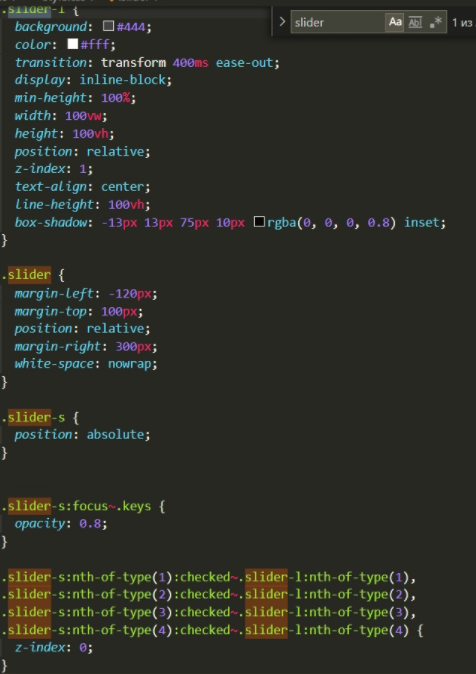 .slider-l {
> slider Aa Ab| .* 1 из
background: #444;
color: #fff;
transition: transform 400ms ease-out;
display: inline-block;
min-height: 100%;
width: 100vw;
height: 100vh;
position: relative;
z-index: 1;
text-align: center;
line-height: 100vh;
box-shadow: -13px 13px 75px 10px rgba(0, 0, 0, 0.8) inset;
}
.slider {
margin-left: -120px;
margin-top: 100px;
position: relative;
margin-right: 300px;
white-space: nowrap;
}
.slider-s {
position: absolute;
}
.slider-s:focus~.keys {
opacity: 0.8;
}
.slider-s:nth-of-type(1):checked~.slider-l:nth-of-type(1),
.slider-s:nth-of-type(2):checked~.slider-l:nth-of-type(2),
.slider-s:nth-of-type(3):checked~.slider-l:nth-of-type(3),
.slider-s:nth-of-type(4):checked~.slider-l:nth-of-type(4) {
z-index: 0;
}